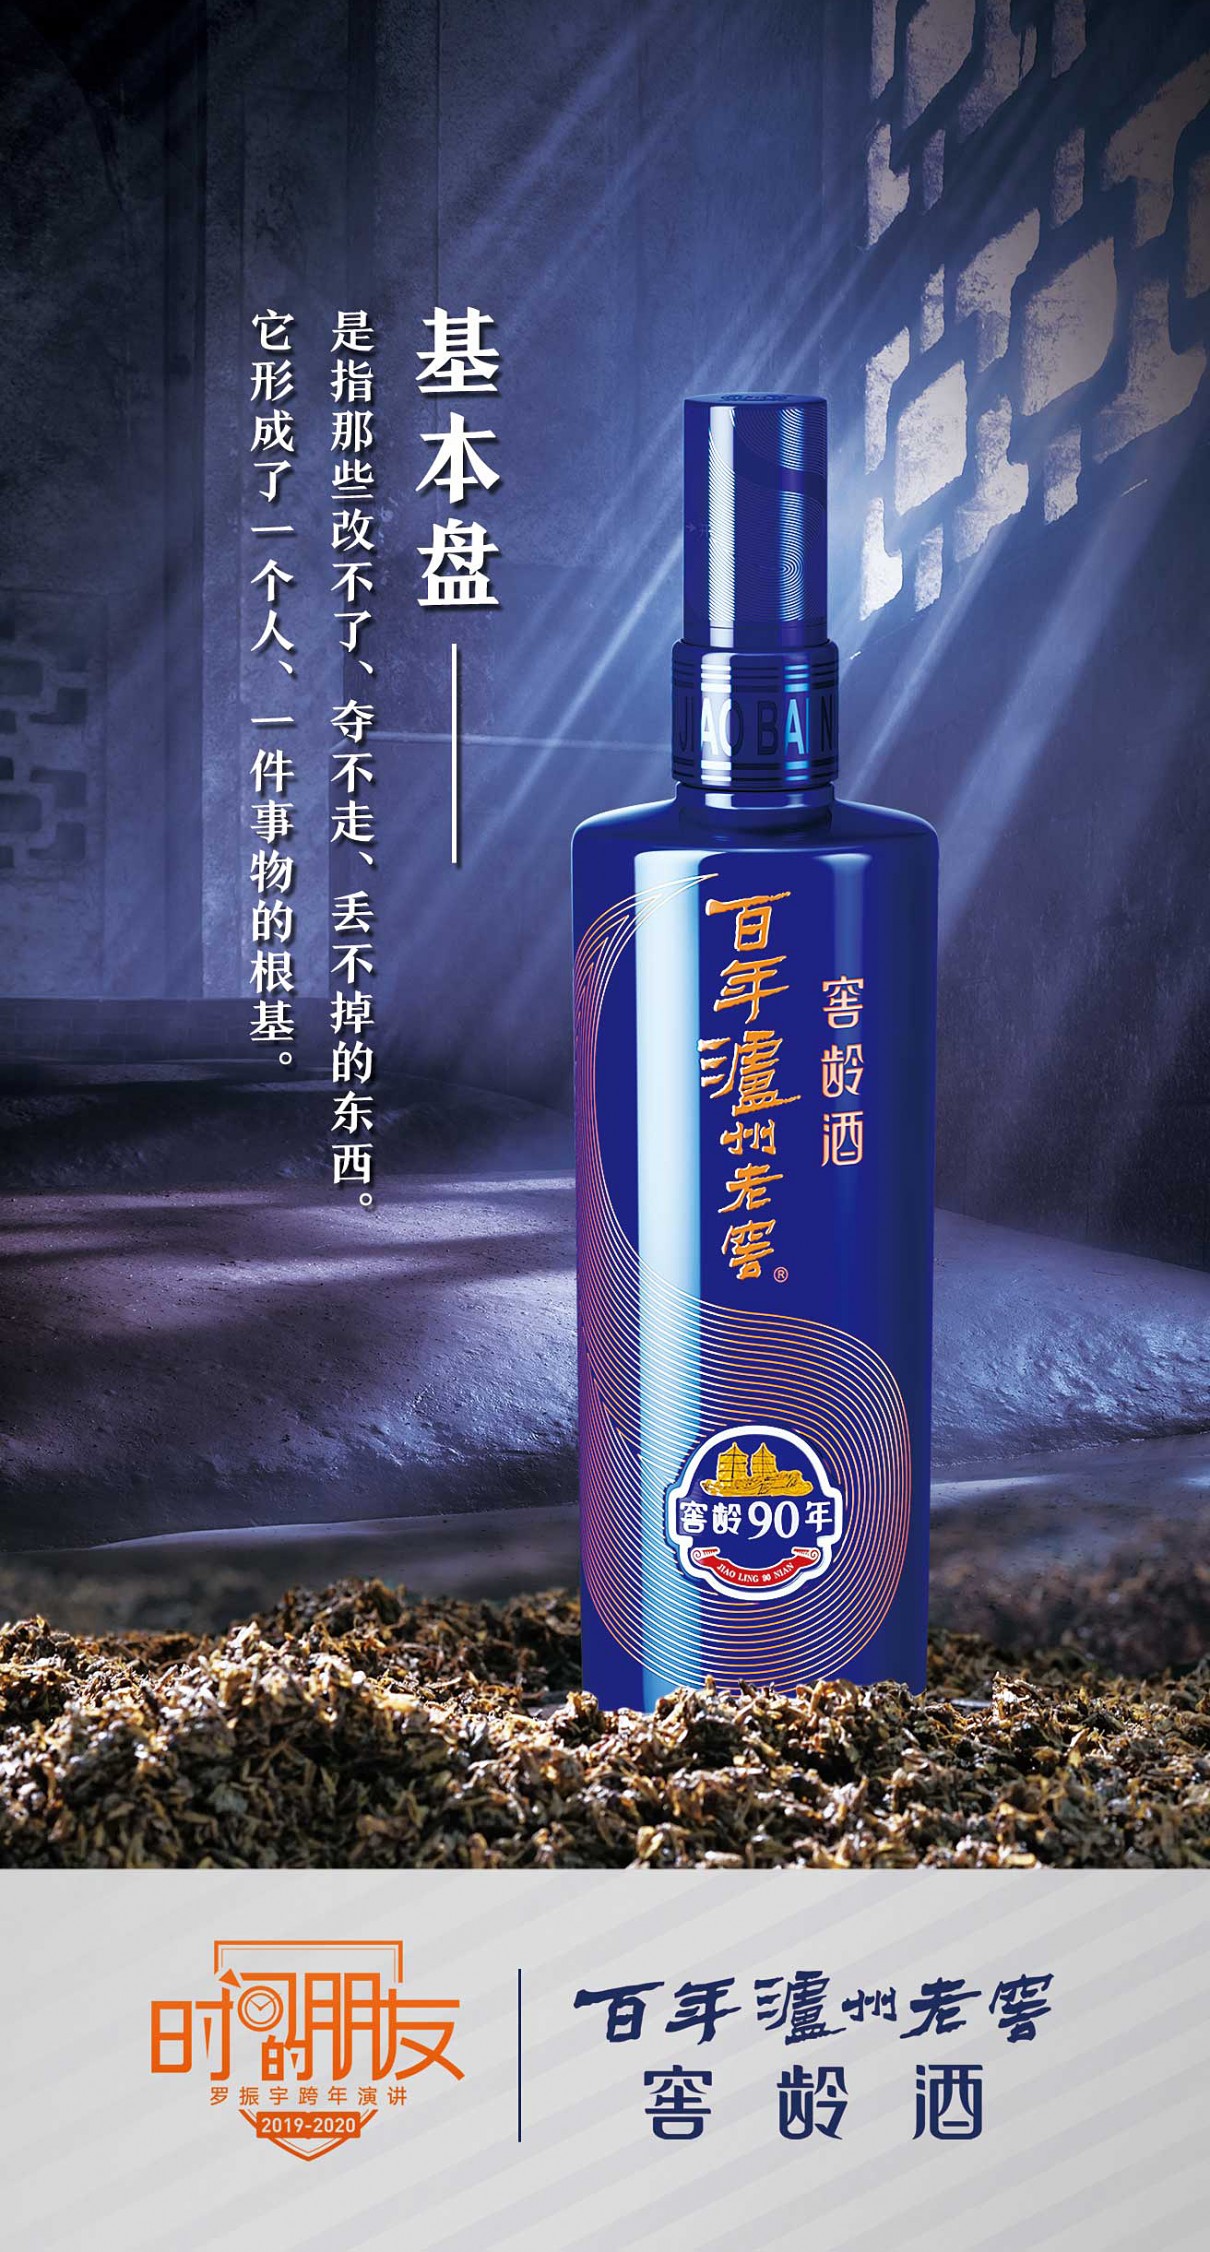 基本盘——
是指那些改不了、夺不走、丢不掉的东西。
它形成了一个人、一件事物的根基。
JIAO BAI N
百年泸州老窖®
窖龄酒
窖龄90年
JIAO LING 90 NIAN
时间的朋友
罗振宇跨年演讲
2019-2020
百年泸州老窖
窖龄酒